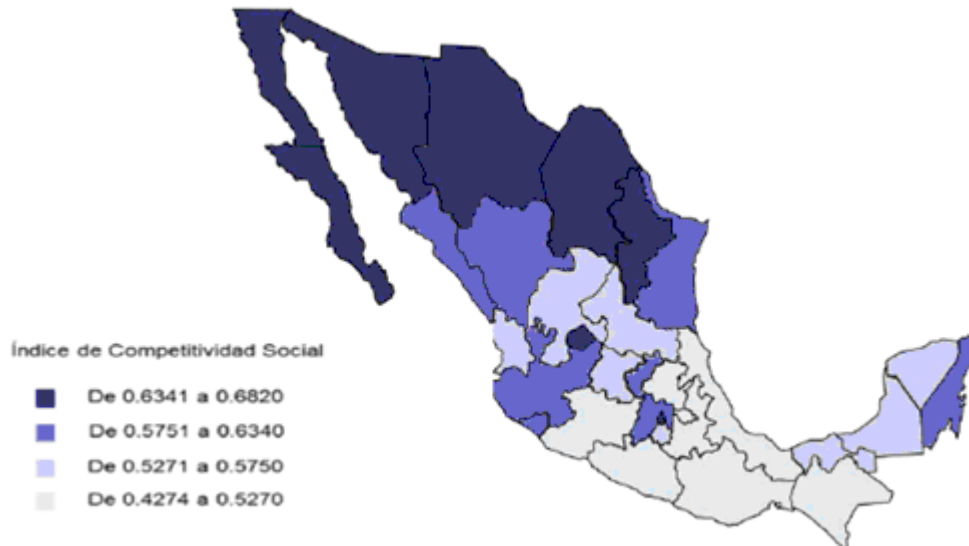 Índice de Competitividad Social
De 0.6341 a 0.6820
De 0.5751 a 0.6340
De 0.5271 a 0.5750
De 0.4274 a 0.5270